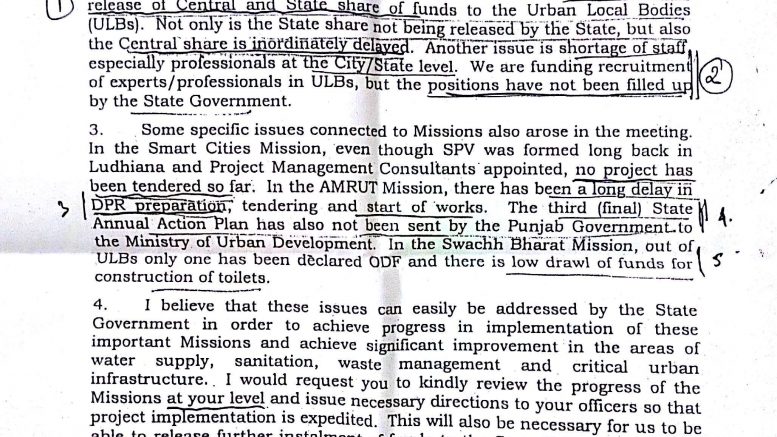 1
release of Central and State share of funds to the Urban Local Bodies
(ULBs). Not only is the State share not being released by the State, but also
the Central share is inordinately delayed. Another issue is shortage of staff,
especially professionals at the City/State level. We are funding recruitment
of experts/professionals in ULBs, but the positions have not been filled up
2
by the State Government.
3. Some specific issues connected to Missions also arose in the meeting.
In the Smart Cities Mission, even though SPV was formed long back in
Ludhiana and Project Management Consultants appointed, no project has
been tendered so far. In the AMRUT Mission, there has been a long delay in
3
DPR preparation, tendering and start of works. The third (final) State
4.
Annual Action Plan has also not been sent by the Punjab Government to
the Ministry of Urban Development. In the Swachh Bharat Mission, out of
5.
ULBs only one has been declared ODF and there is low drawl of funds for
construction of toilets.
4. I believe that these issues can easily be addressed by the State
Government in order to achieve progress in implementation of these
important Missions and achieve significant improvement in the areas of
water supply, sanitation, waste management and critical urban
infrastructure. I would request you to kindly review the progress of the
Missions at your level and issue necessary directions to your officers so that
project implementation is expedited. This will also be necessary for us to be
able to release further instalment of funds to the